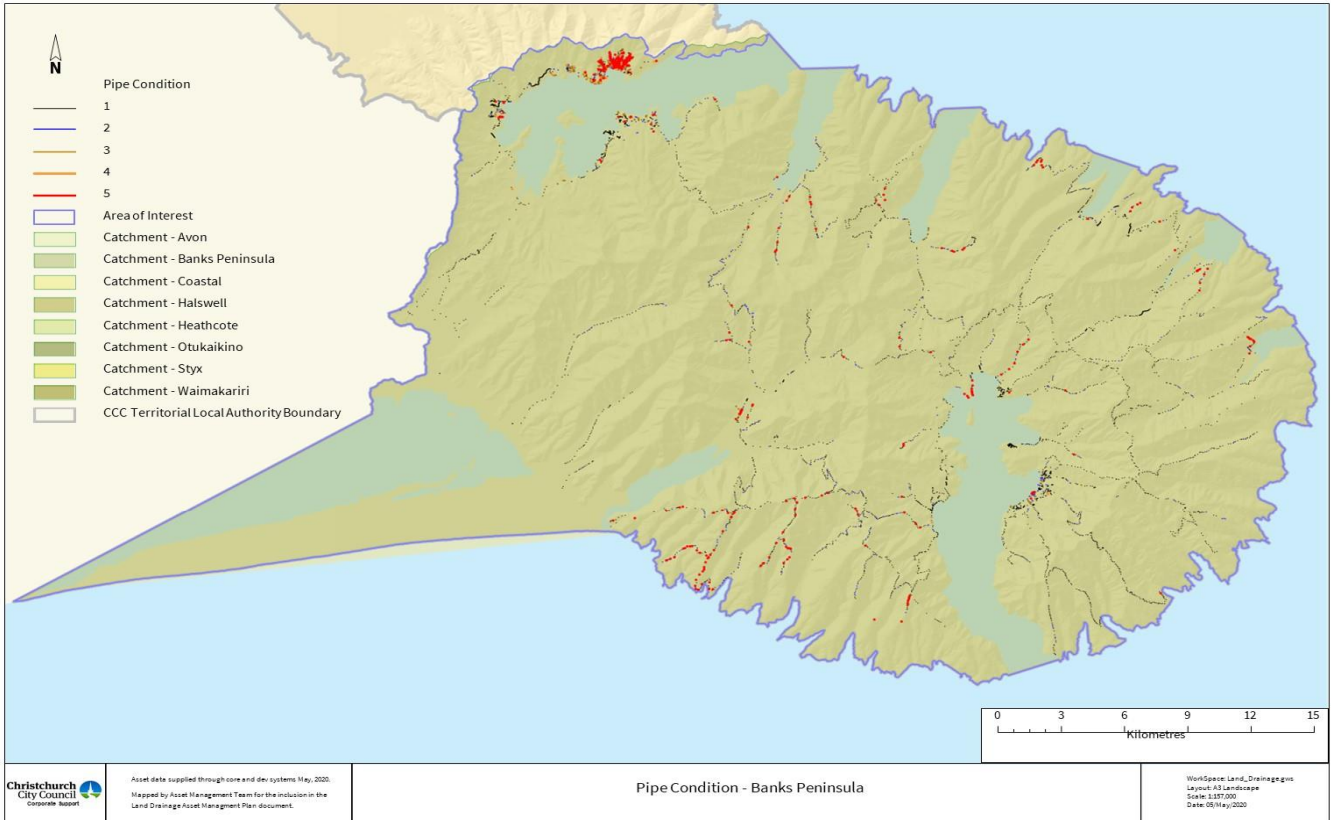 N
Pipe Condition
1
2
3
4
5
Area of Interest
Catchment - Avon
Catchment - Banks Peninsula
Catchment - Coastal
Catchment - Halswell
Catchment - Heathcote
Catchment - Otukaikino
Catchment - Styx
Catchment - Waimakariri
CCC Territorial Local Authority Boundary
0 3 6 9 12 15
Kilometres
Christchurch
City Council
Corporate Support
Asset data supplied through core and dev systems May, 2020.
Mapped by Asset Management Team for the inclusion in the
Land Drainage Asset Managment Plan document.
Pipe Condition - Banks Peninsula
WorkSpace: Land_Drainage.gws
Layout: A3 Landscape
Scale: 1:157,000
Date: 05/May/2020